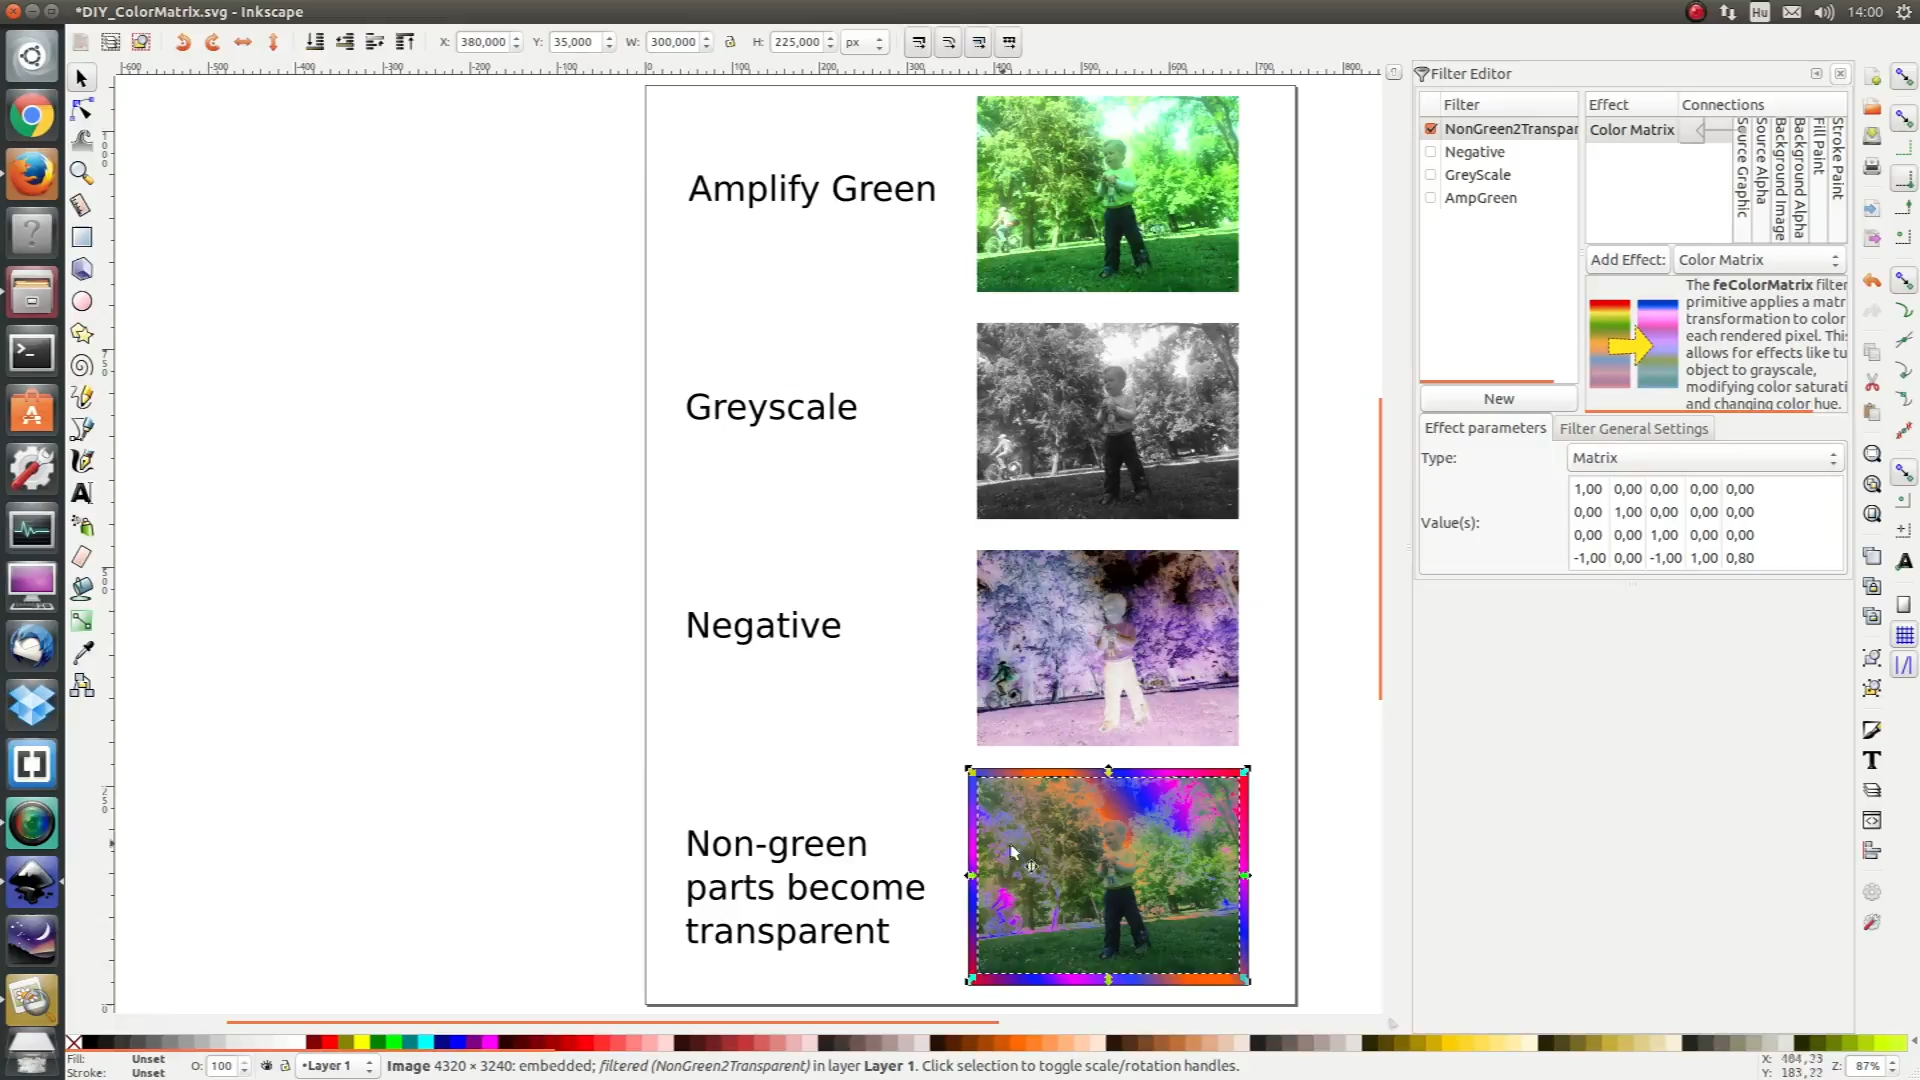 *DIY_ColorMatrix.svg - Inkscape
Hu
14:00
X: 380,000 Y: 35,000 W: 300,000 H: 225,000 px
Filter Editor
Filter
NonGreen2Transpar
Negative
GreyScale
AmpGreen
New
Effect Connections
Color Matrix
Source Graphic
Source Alpha
Background Image
Background Alpha
Fill Paint
Stroke Paint
Add Effect: Color Matrix
The feColorMatrix filter
primitive applies a matr
transformation to color
each rendered pixel. This
allows for effects like tu
object to grayscale,
modifying color saturati
and changing color hue.
Effect parameters Filter General Settings
Type: Matrix
Value(s):
1,00 0,00 0,00 0,00 0,00
0,00 1,00 0,00 0,00 0,00
0,00 0,00 1,00 0,00 0,00
-1,00 0,00 -1,00 1,00 0,80
Amplify Green
Greyscale
Negative
Non-green
parts become
transparent
Fill: Unset
Stroke: Unset
O: 100
•Layer 1
Image 4320 × 3240: embedded; filtered (NonGreen2Transparent) in layer Layer 1. Click selection to toggle scale/rotation handles.
X: 404,23
Y: 183,22
Z: 87%